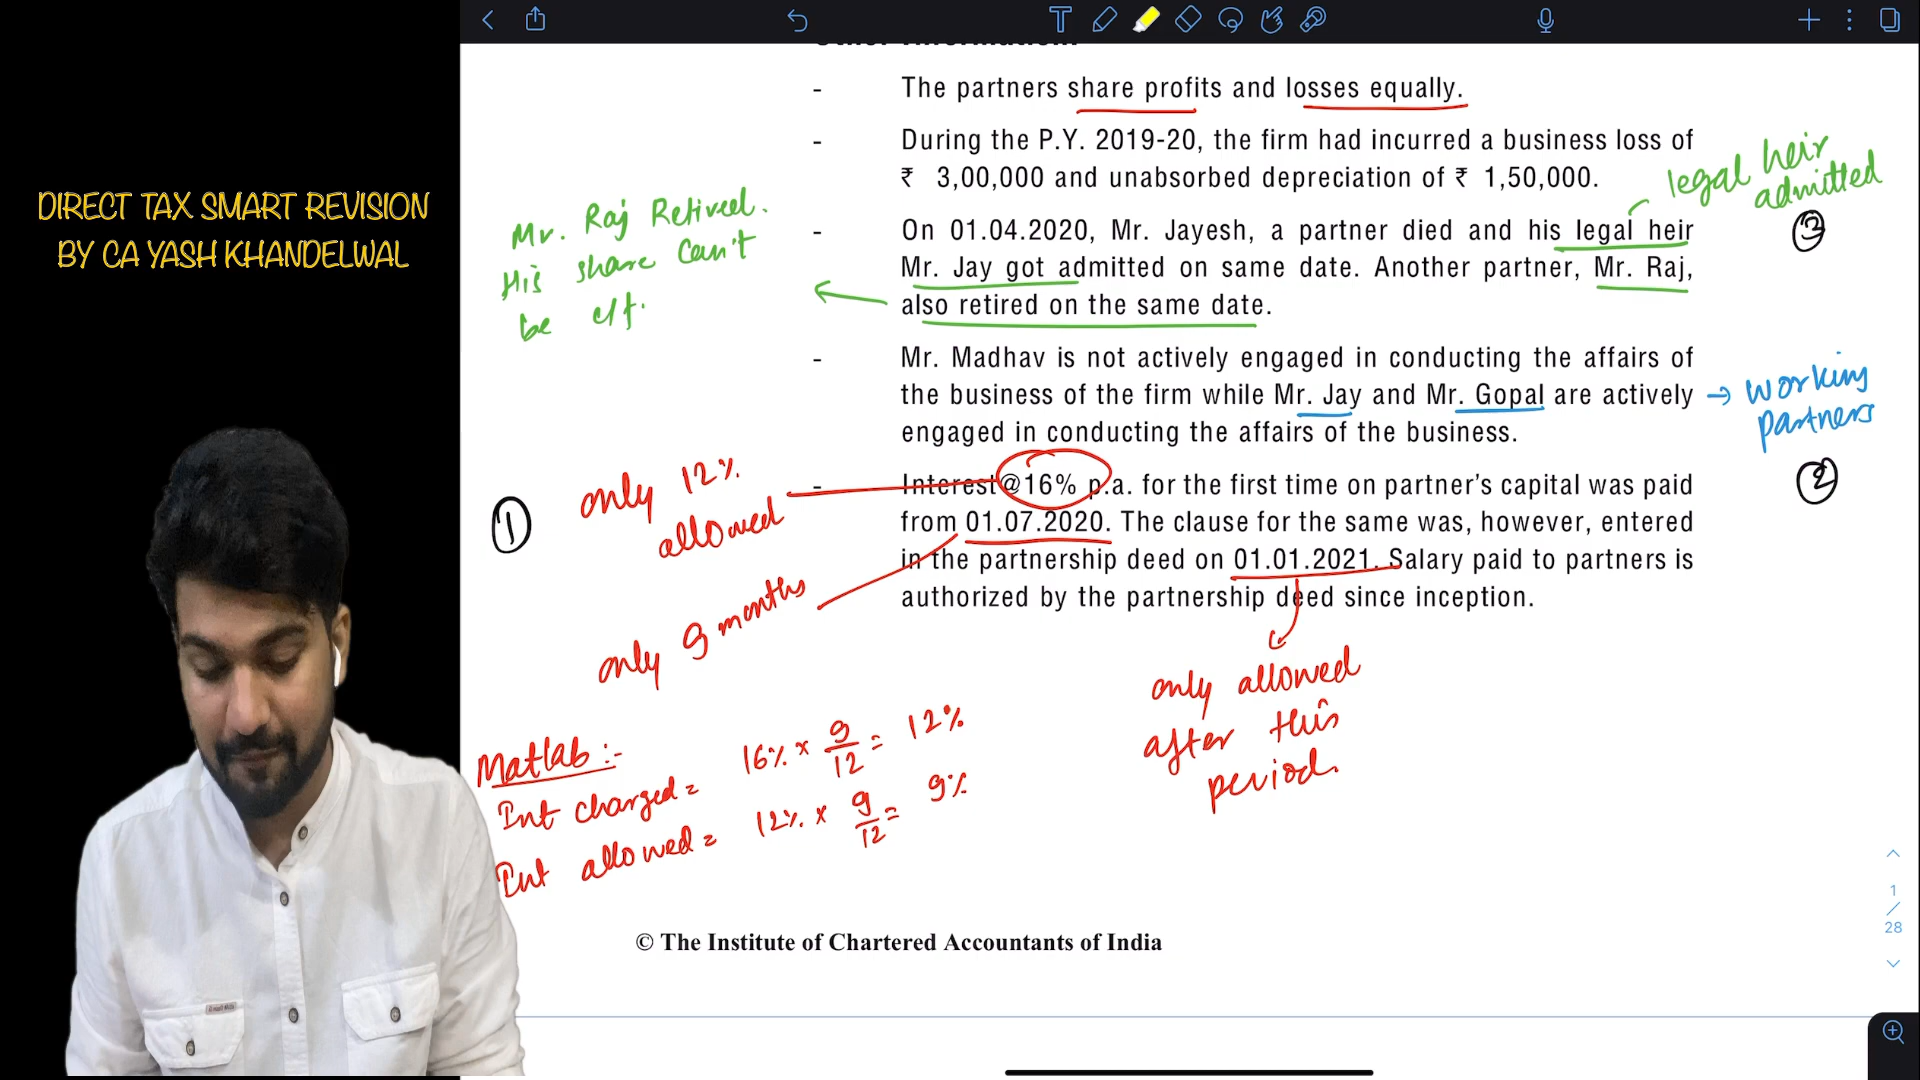 DIRECT TAX SMART REVISION
BY CA YASH KHANDELWAL
- The partners share profits and losses equally.
- During the P.Y. 2019-20, the firm had incurred a business loss of
₹ 3,00,000 and unabsorbed depreciation of ₹ 1,50,000.
legal heir
admitted
③
Mr. Raj Retired.
His share can't
be c/f.
- On 01.04.2020, Mr. Jayesh, a partner died and his legal heir
Mr. Jay got admitted on same date. Another partner, Mr. Raj,
also retired on the same date.
- Mr. Madhav is not actively engaged in conducting the affairs of
the business of the firm while Mr. Jay and Mr. Gopal are actively
engaged in conducting the affairs of the business.
→ working
partners
②
① only 12%
allowed
- Interest @16% p.a. for the first time on partner's capital was paid
from 01.07.2020. The clause for the same was, however, entered
in the partnership deed on 01.01.2021. Salary paid to partners is
authorized by the partnership deed since inception.
only 9 months
only allowed
after this
period.
Matlab :-
Int charged = 16% × 9/12 = 12%
Int allowed = 12% × 9/12 = 9%
© The Institute of Chartered Accountants of India
1
/
28